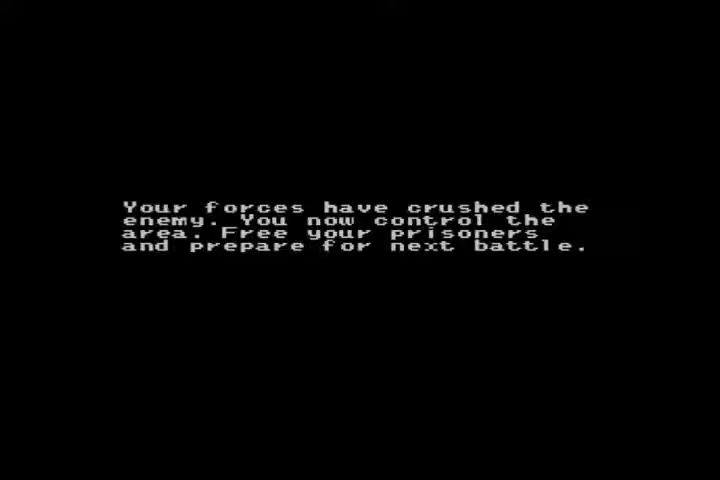 Your forces have crushed the
enemy. You now control the
area. Free your prisoners
and prepare for next battle.